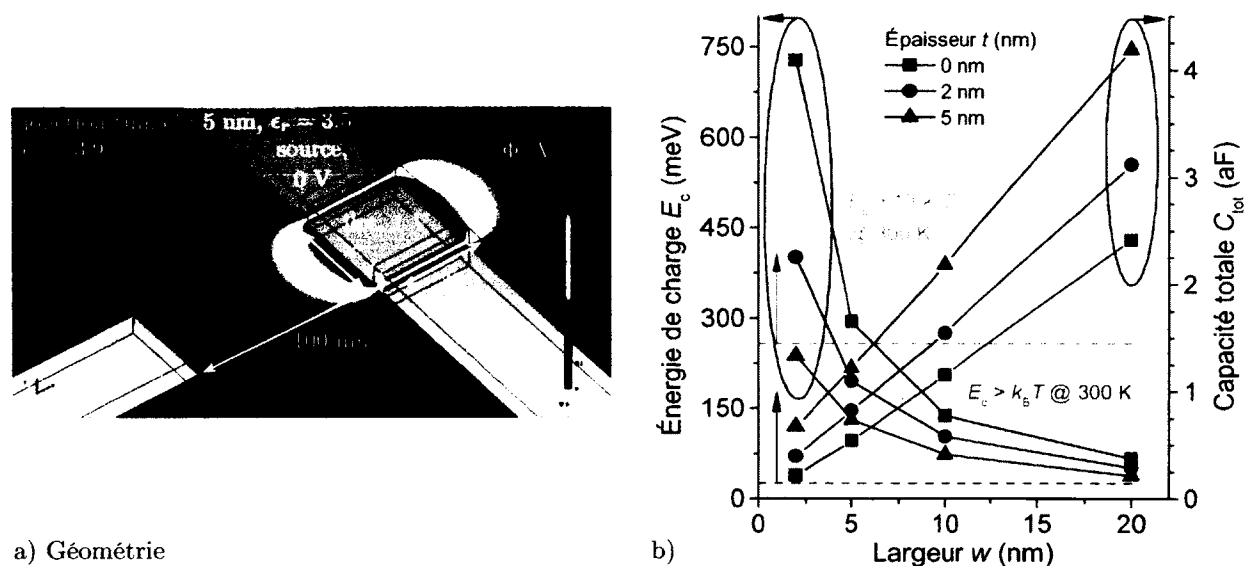 5 nm, ϵᵣ = 3.
source,
0 V
100 nm
a) Géométrie
b)
Énergie de charge E_c (meV)
750
600
450
300
150
0
Épaisseur t (nm)
0 nm
2 nm
5 nm
@ 300 K
E_c > k_B T @ 300 K
0
5
10
15
20
Largeur w (nm)
4
3
2
1
0
Capacité totale C_tot (aF)